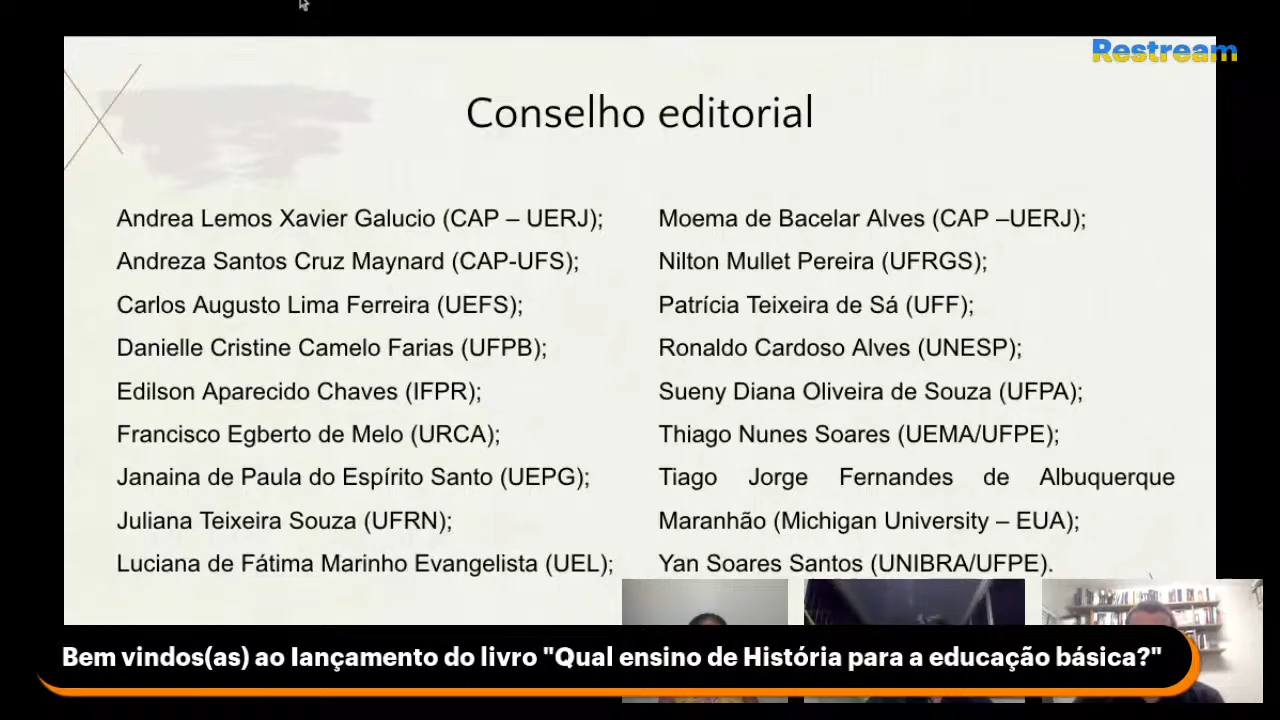 Restream
Conselho editorial
Andrea Lemos Xavier Galucio (CAP – UERJ);
Andreza Santos Cruz Maynard (CAP-UFS);
Carlos Augusto Lima Ferreira (UEFS);
Danielle Cristine Camelo Farias (UFPB);
Edilson Aparecido Chaves (IFPR);
Francisco Egberto de Melo (URCA);
Janaina de Paula do Espírito Santo (UEPG);
Juliana Teixeira Souza (UFRN);
Luciana de Fátima Marinho Evangelista (UEL);
Moema de Bacelar Alves (CAP –UERJ);
Nilton Mullet Pereira (UFRGS);
Patrícia Teixeira de Sá (UFF);
Ronaldo Cardoso Alves (UNESP);
Sueny Diana Oliveira de Souza (UFPA);
Thiago Nunes Soares (UEMA/UFPE);
Tiago Jorge Fernandes de Albuquerque
Maranhão (Michigan University – EUA);
Yan Soares Santos (UNIBRA/UFPE).
Bem vindos(as) ao lançamento do livro "Qual ensino de História para a educação básica?"